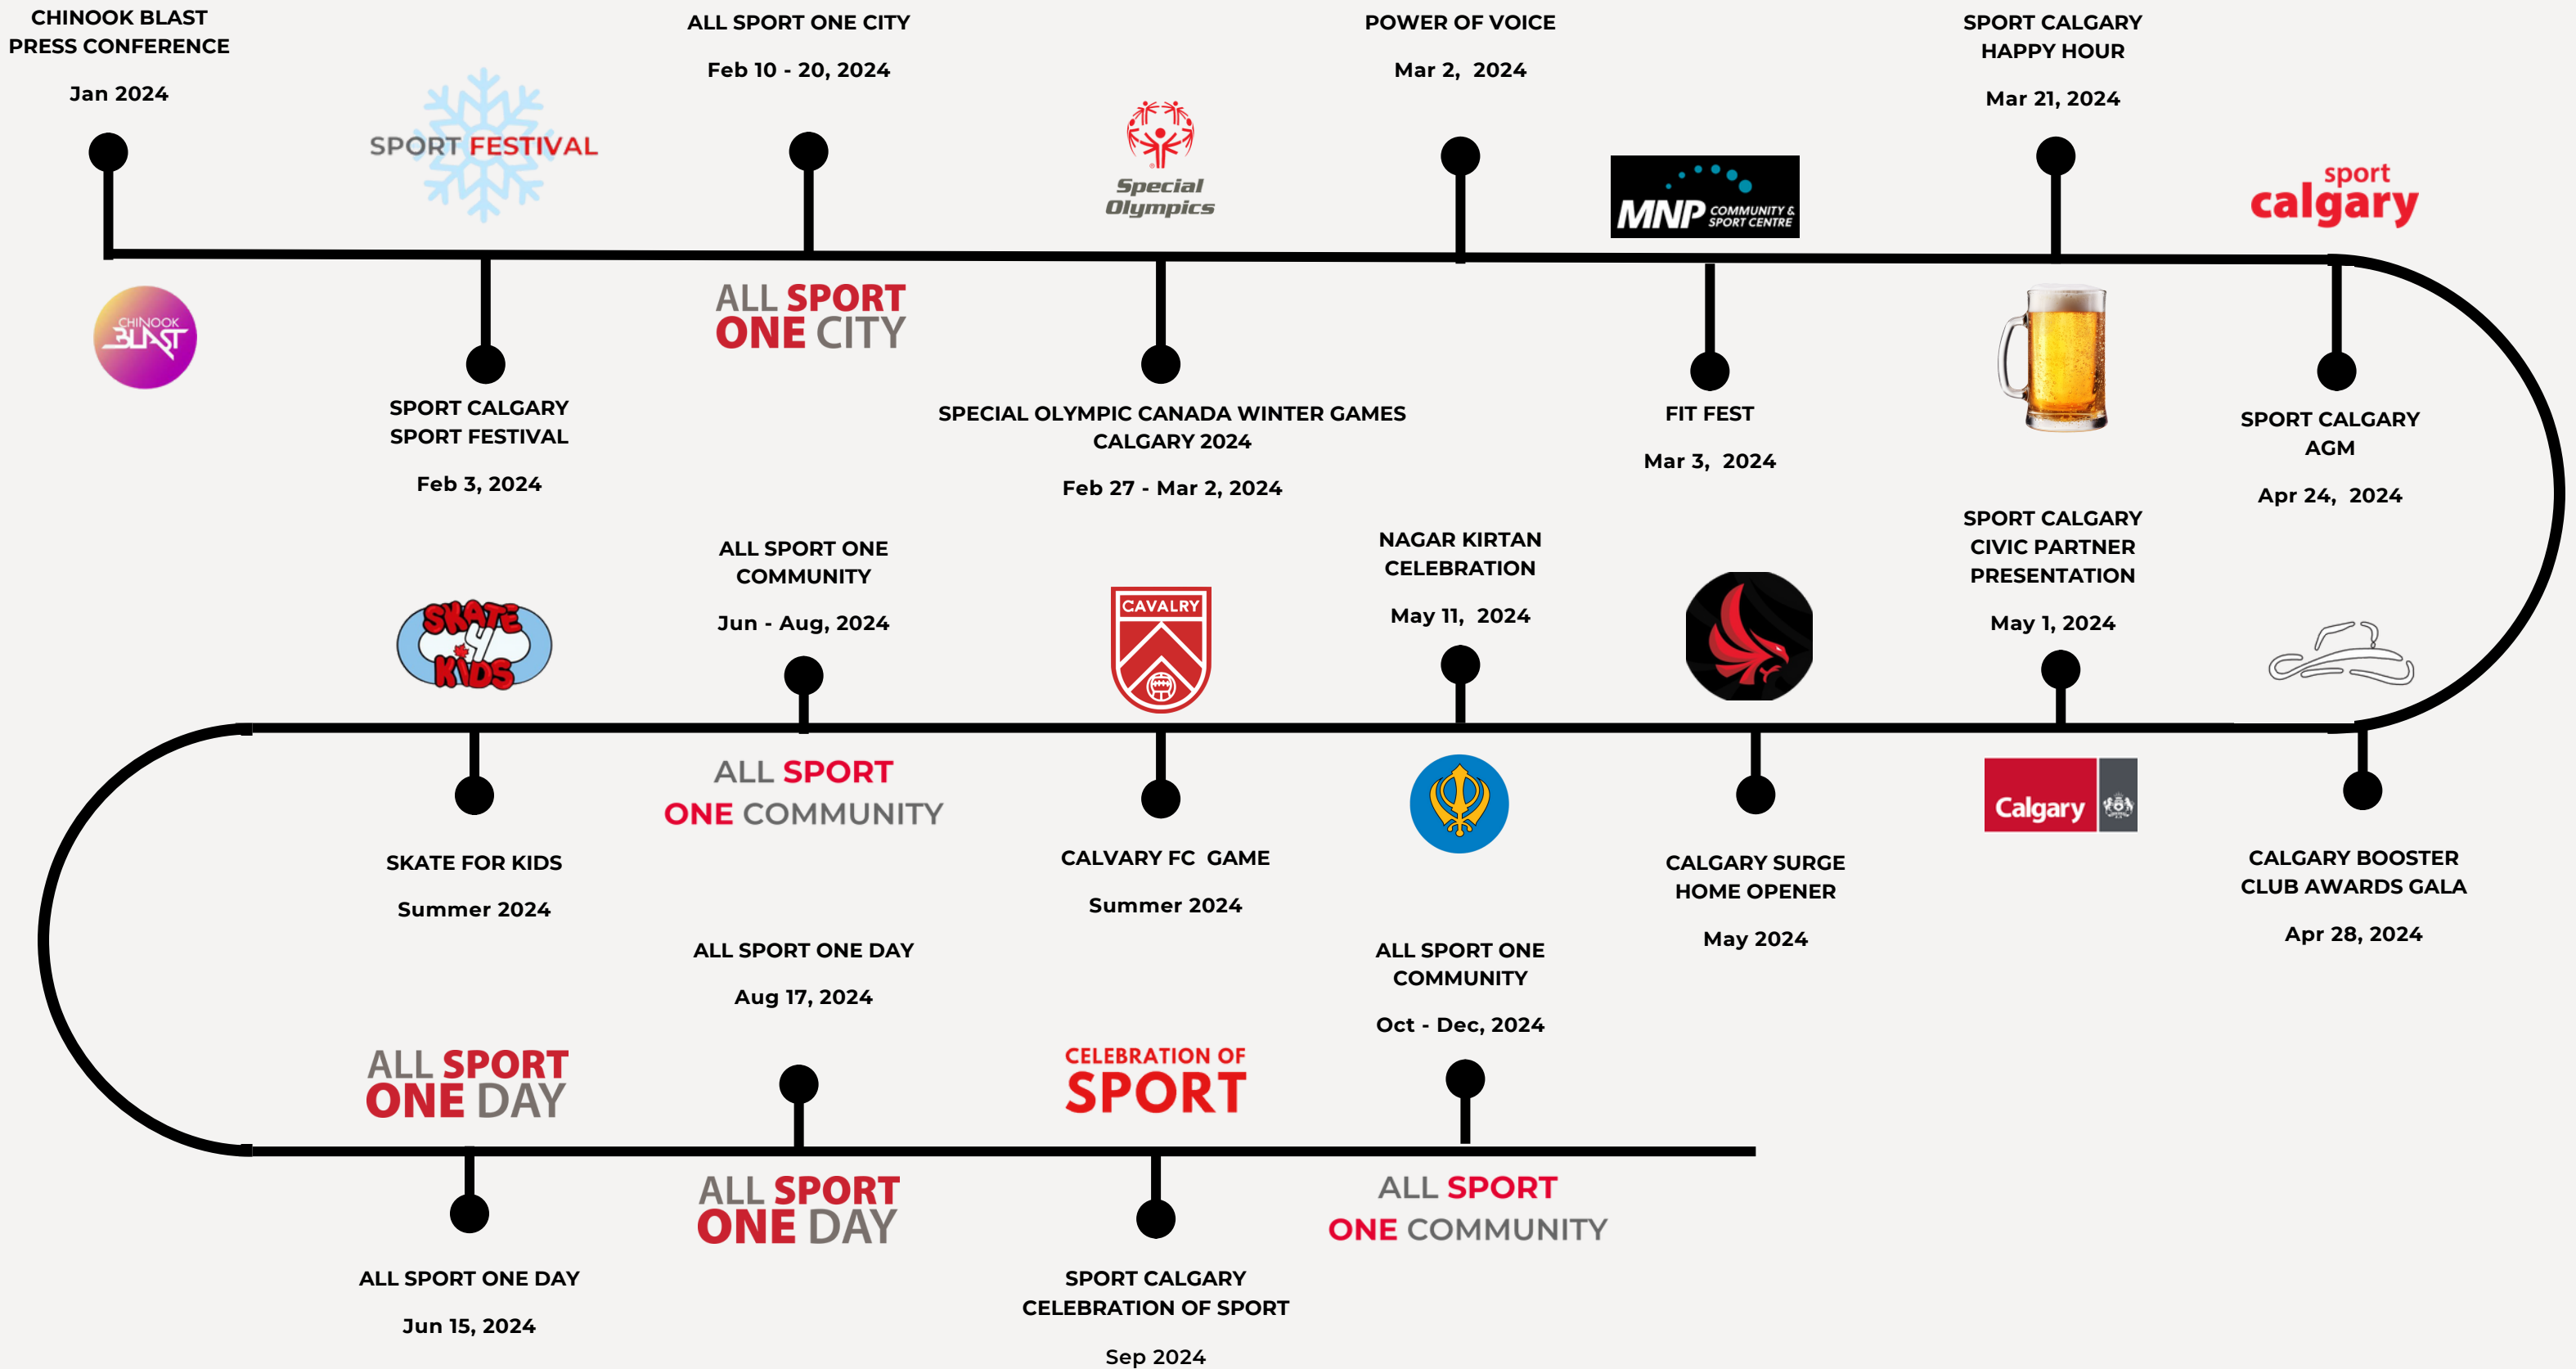 CHINOOK BLAST
PRESS CONFERENCE
Jan 2024
CHINOOK
BLAST
SPORT FESTIVAL
SPORT CALGARY
SPORT FESTIVAL
Feb 3, 2024
ALL SPORT ONE CITY
Feb 10 - 20, 2024
ALL SPORT
ONE CITY
Special
Olympics
SPECIAL OLYMPIC CANADA WINTER GAMES
CALGARY 2024
Feb 27 - Mar 2, 2024
POWER OF VOICE
Mar 2, 2024
MNP COMMUNITY &
SPORT CENTRE
FIT FEST
Mar 3, 2024
SPORT CALGARY
HAPPY HOUR
Mar 21, 2024
sport
calgary
SPORT CALGARY
AGM
Apr 24, 2024
CALGARY BOOSTER
CLUB AWARDS GALA
Apr 28, 2024
SPORT CALGARY
CIVIC PARTNER
PRESENTATION
May 1, 2024
Calgary
CALGARY SURGE
HOME OPENER
May 2024
NAGAR KIRTAN
CELEBRATION
May 11, 2024
CAVALRY
CALVARY FC GAME
Summer 2024
ALL SPORT ONE
COMMUNITY
Jun - Aug, 2024
ALL SPORT
ONE COMMUNITY
SKATE
4
KIDS
SKATE FOR KIDS
Summer 2024
ALL SPORT
ONE DAY
ALL SPORT ONE DAY
Jun 15, 2024
ALL SPORT ONE DAY
Aug 17, 2024
ALL SPORT
ONE DAY
CELEBRATION OF
SPORT
SPORT CALGARY
CELEBRATION OF SPORT
Sep 2024
ALL SPORT ONE
COMMUNITY
Oct - Dec, 2024
ALL SPORT
ONE COMMUNITY